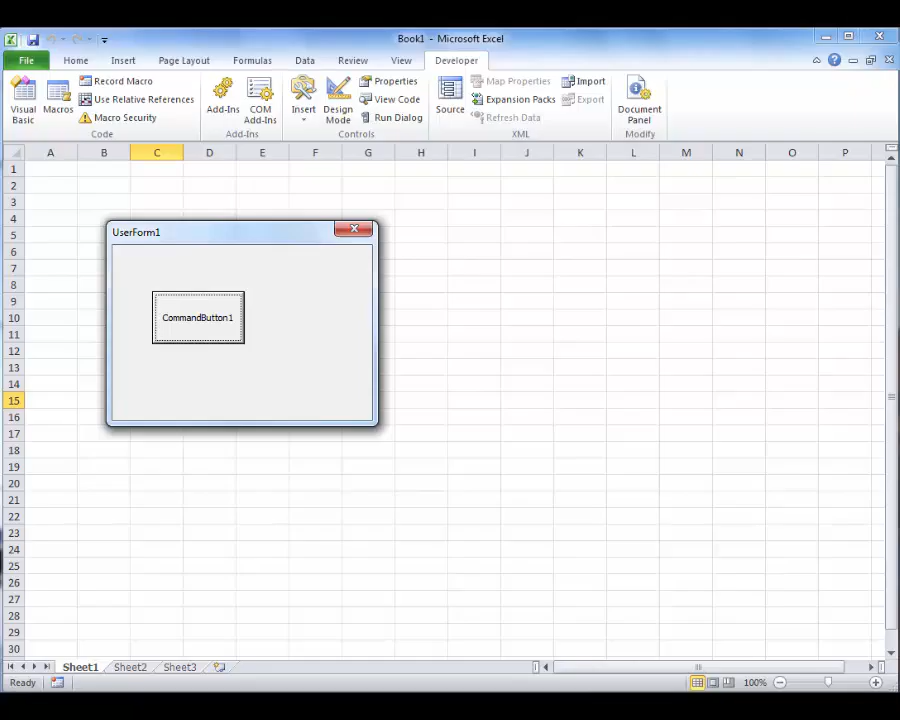 Book1 - Microsoft Excel
File Home Insert Page Layout Formulas Data Review View Developer
Visual Basic
Macros
Record Macro
Use Relative References
Macro Security
Code
Add-Ins
COM Add-Ins
Add-Ins
Insert
Design Mode
Properties
View Code
Run Dialog
Controls
Source
Map Properties
Expansion Packs
Refresh Data
Import
Export
XML
Document Panel
Modify
A B C D E F G H I J K L M N O P
1
2
3
4
5
6
7
8
9
10
11
12
13
14
15
16
17
18
19
20
21
22
23
24
25
26
27
28
29
30
UserForm1
CommandButton1
Sheet1 Sheet2 Sheet3
Ready
100%